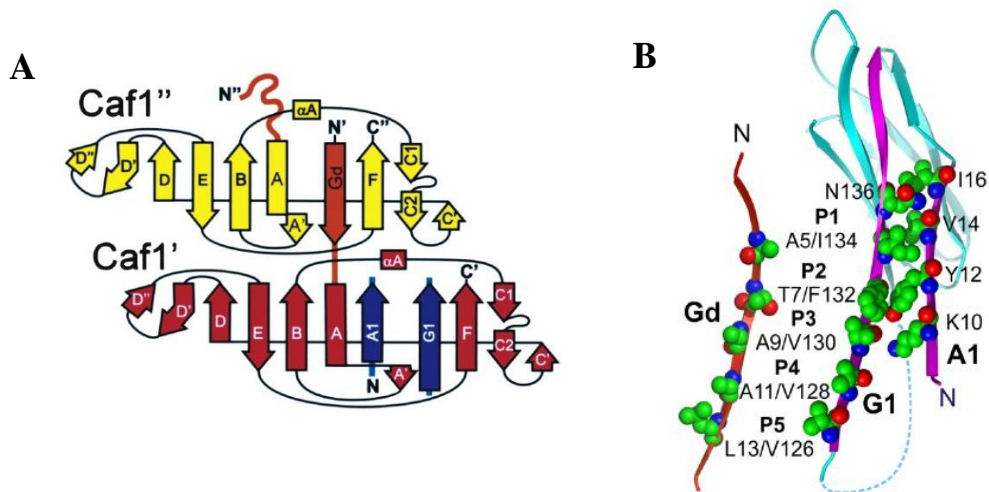 A
B
Caf1”
N”
αA
N’
C”
D”
D’
D
E
B
A
Gd
F
C1
C2
C’
A’
Caf1’
αA
C’
D”
D’
D
E
B
A
A1
G1
F
C1
C2
C’
A’
N
N
N136
I16
P1
V14
A5/I134
P2
Y12
T7/F132
Gd
P3
K10
A9/V130
A1
P4
A11/V128
G1
N
P5
L13/V126